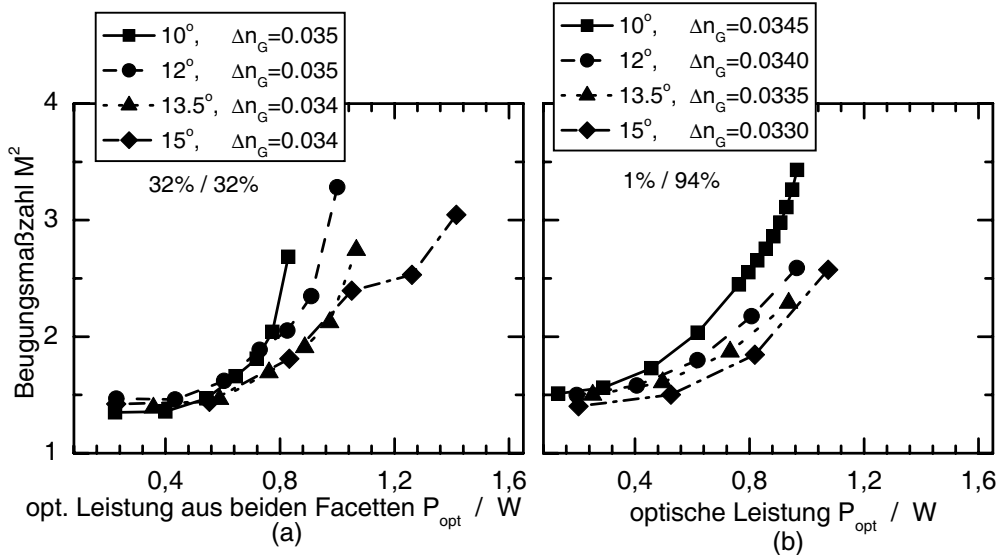 10°, Δn_G=0.035
12°, Δn_G=0.035
13.5°, Δn_G=0.034
15°, Δn_G=0.034
32% / 32%
4
3
2
1
Beugungsmaßzahl M²
0,4 0,8 1,2 1,6
opt. Leistung aus beiden Facetten P_opt / W
(a)
10°, Δn_G=0.0345
12°, Δn_G=0.0340
13.5°, Δn_G=0.0335
15°, Δn_G=0.0330
1% / 94%
0,4 0,8 1,2 1,6
optische Leistung P_opt / W
(b)